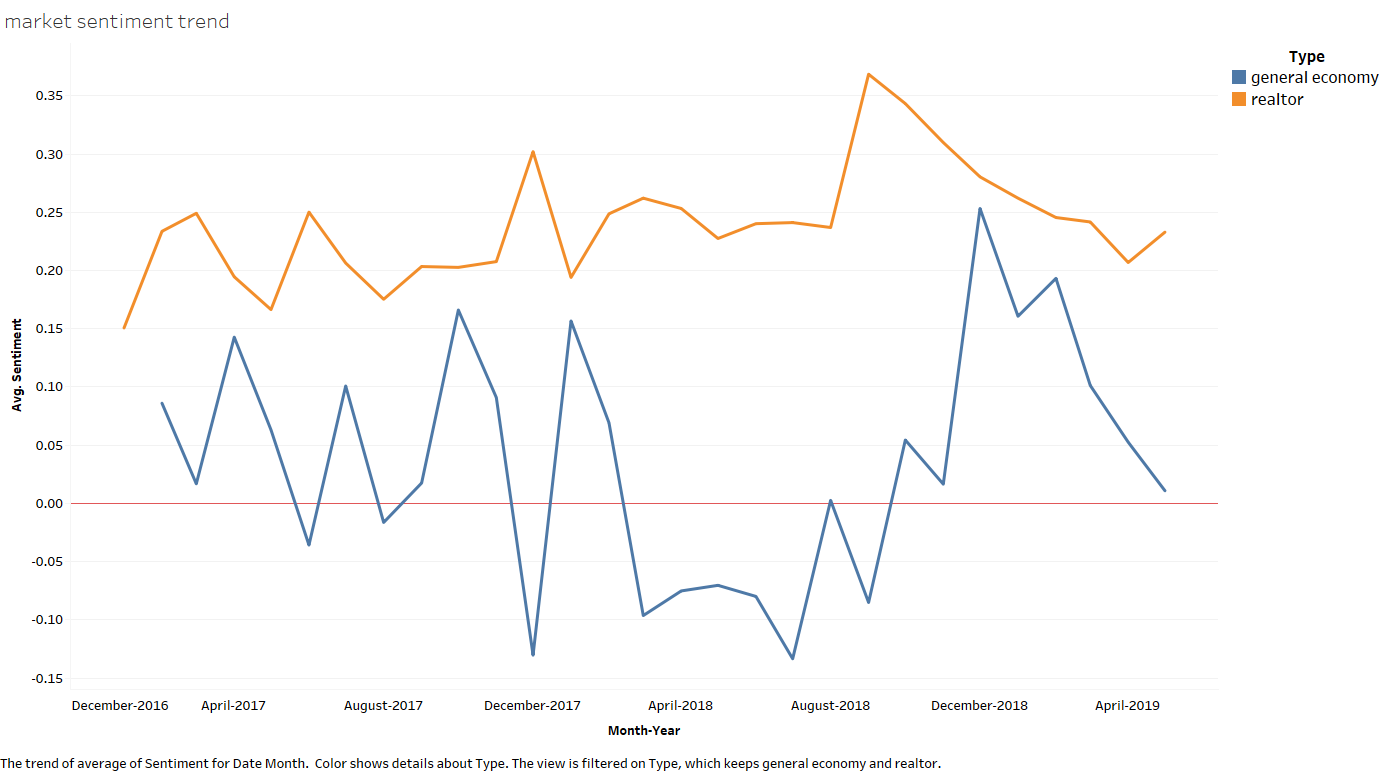 market sentiment trend
Type
general economy
realtor
0.35
0.30
0.25
0.20
0.15
0.10
0.05
0.00
-0.05
-0.10
-0.15
Avg. Sentiment
December-2016 April-2017 August-2017 December-2017 April-2018 August-2018 December-2018 April-2019
Month-Year
The trend of average of Sentiment for Date Month. Color shows details about Type. The view is filtered on Type, which keeps general economy and realtor.